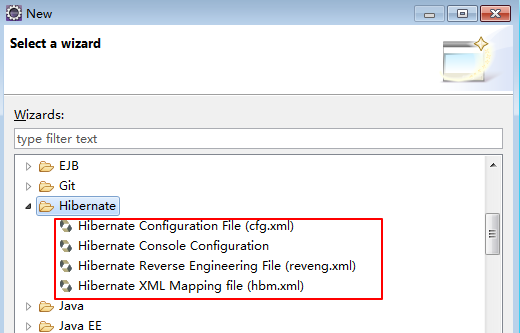 New
Select a wizard
Wizards:
type filter text
EJB
Git
Hibernate
Hibernate Configuration File (cfg.xml)
Hibernate Console Configuration
Hibernate Reverse Engineering File (reveng.xml)
Hibernate XML Mapping file (hbm.xml)
Java
Java EE